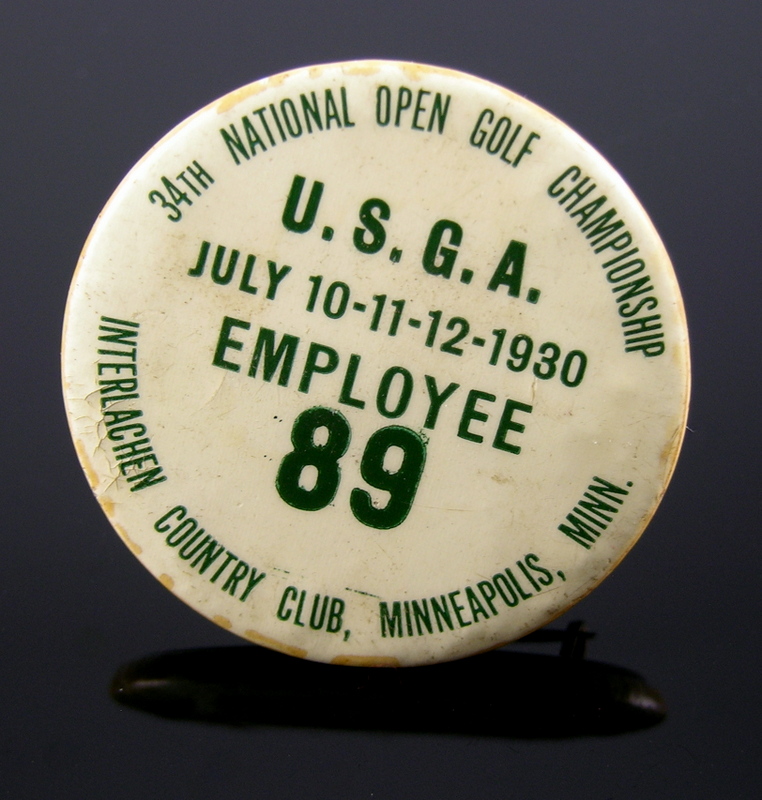 34TH NATIONAL OPEN GOLF CHAMPIONSHIP
U.S.G.A.
JULY 10-11-12-1930
EMPLOYEE
89
INTERLACHEN COUNTRY CLUB, MINNEAPOLIS, MINN.